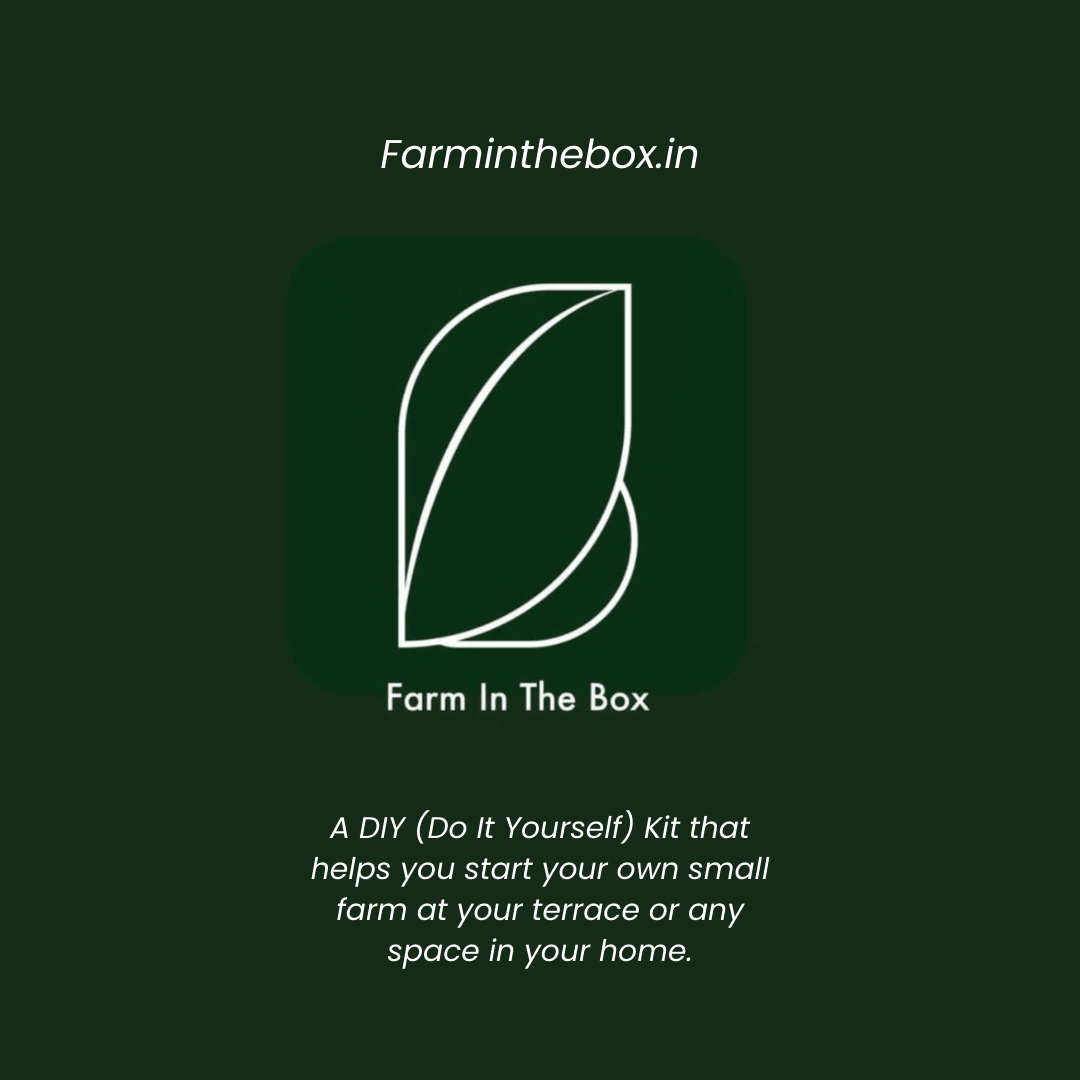 Farminthebox.in
Farm In The Box
A DIY (Do It Yourself) Kit that
helps you start your own small
farm at your terrace or any
space in your home.